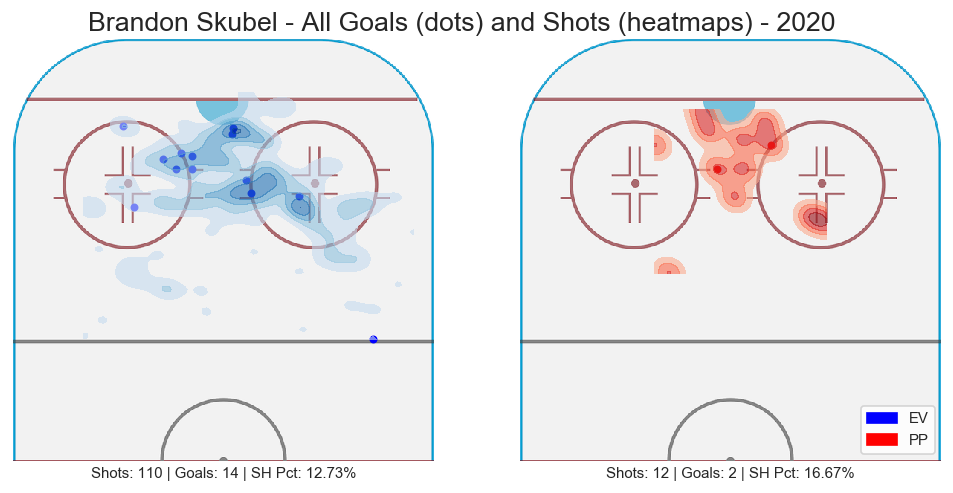 Brandon Skubel - All Goals (dots) and Shots (heatmaps) - 2020
EV
PP
Shots: 110 | Goals: 14 | SH Pct: 12.73%
Shots: 12 | Goals: 2 | SH Pct: 16.67%